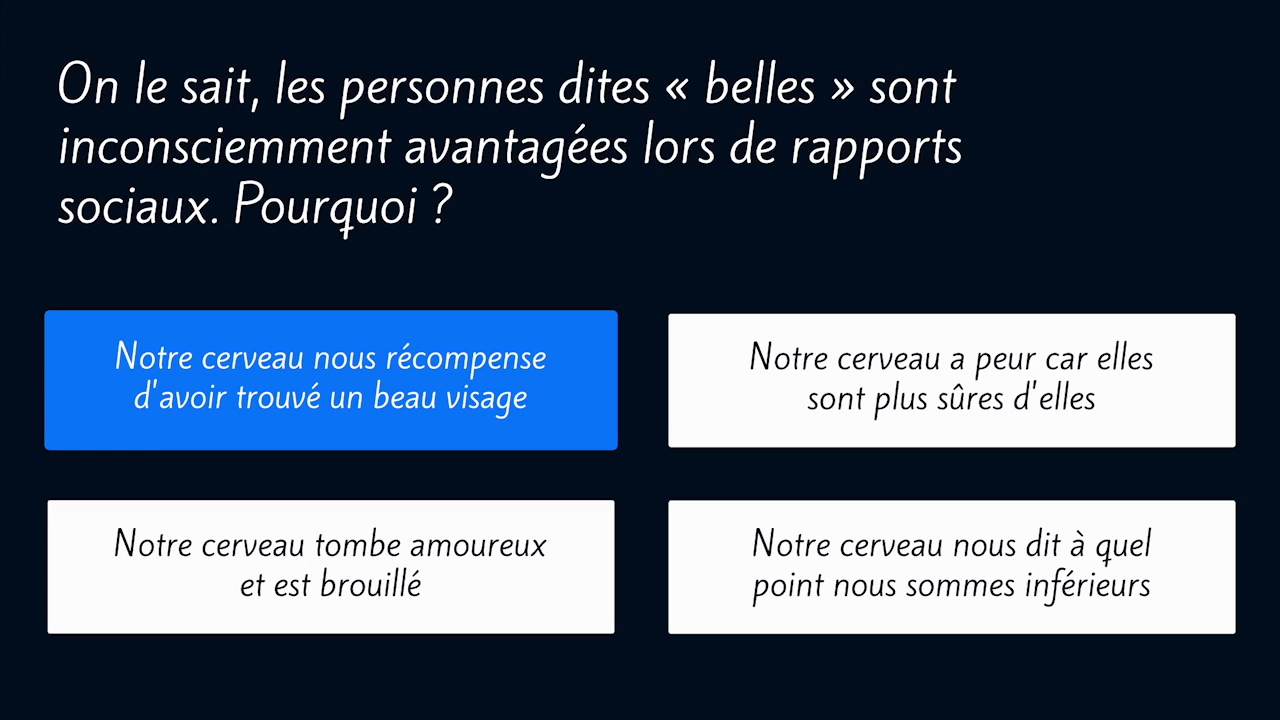 On le sait, les personnes dites « belles » sont
inconsciemment avantagées lors de rapports
sociaux. Pourquoi ?
Notre cerveau nous récompense
d'avoir trouvé un beau visage
Notre cerveau a peur car elles
sont plus sûres d'elles
Notre cerveau tombe amoureux
et est brouillé
Notre cerveau nous dit à quel
point nous sommes inférieurs